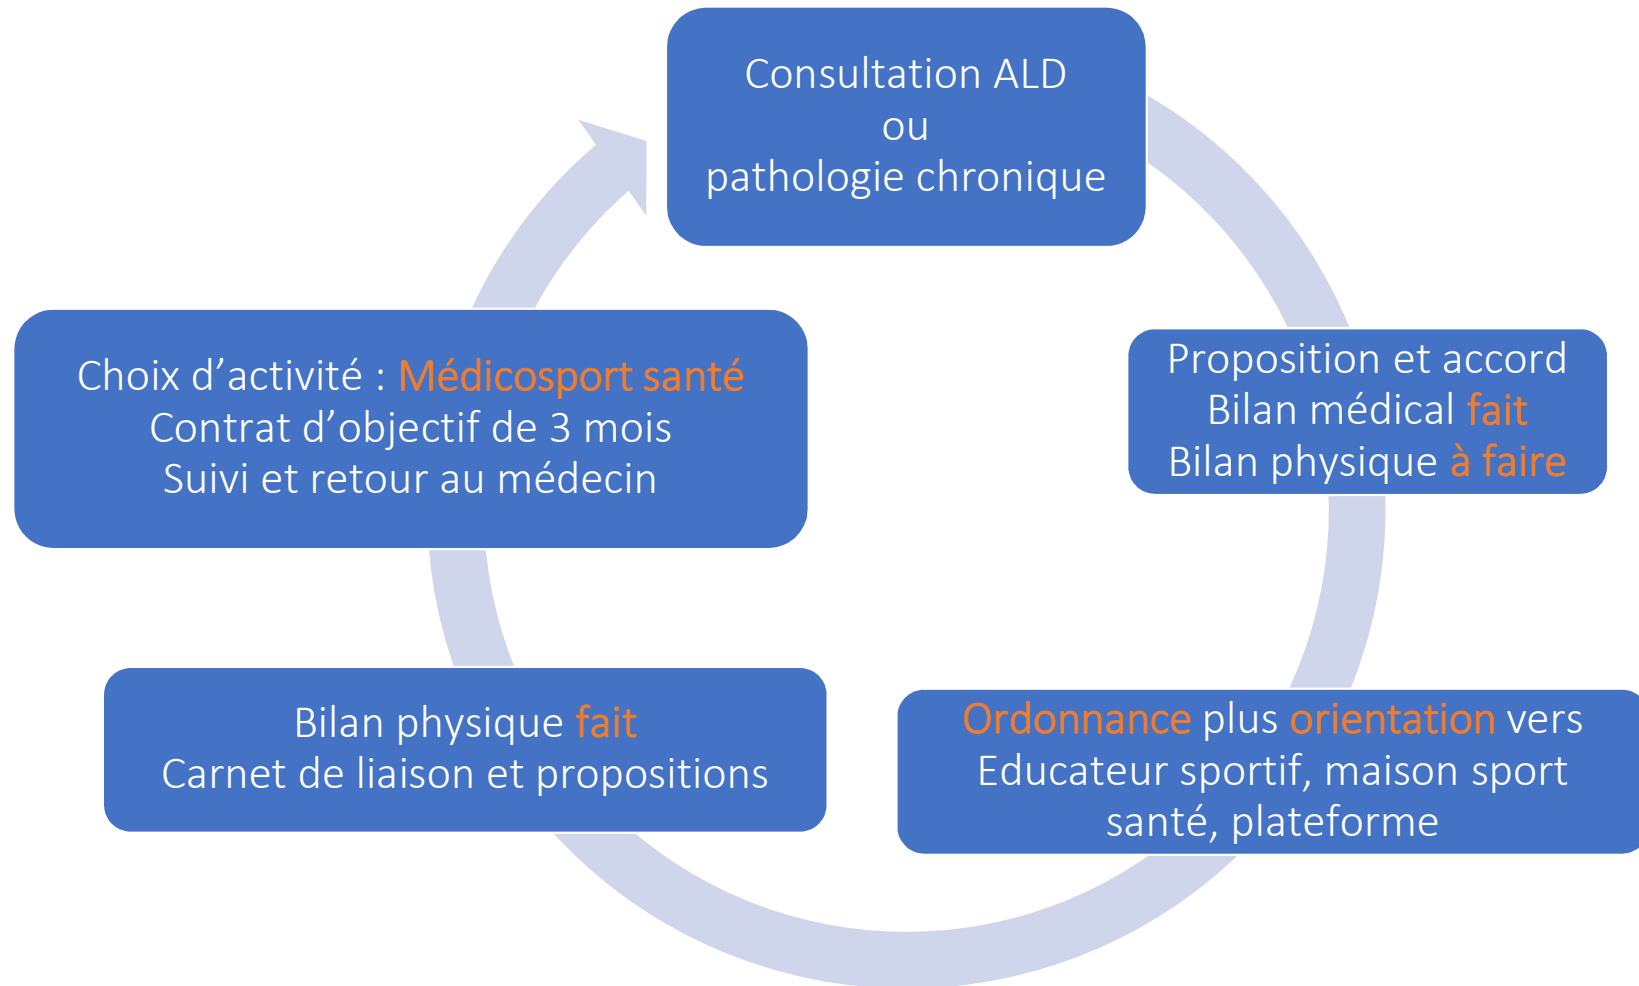 Consultation ALD
ou
pathologie chronique
Proposition et accord
Bilan médical fait
Bilan physique à faire
Ordonnance plus orientation vers
Educateur sportif, maison sport
santé, plateforme
Bilan physique fait
Carnet de liaison et propositions
Choix d’activité : Médicosport santé
Contrat d’objectif de 3 mois
Suivi et retour au médecin